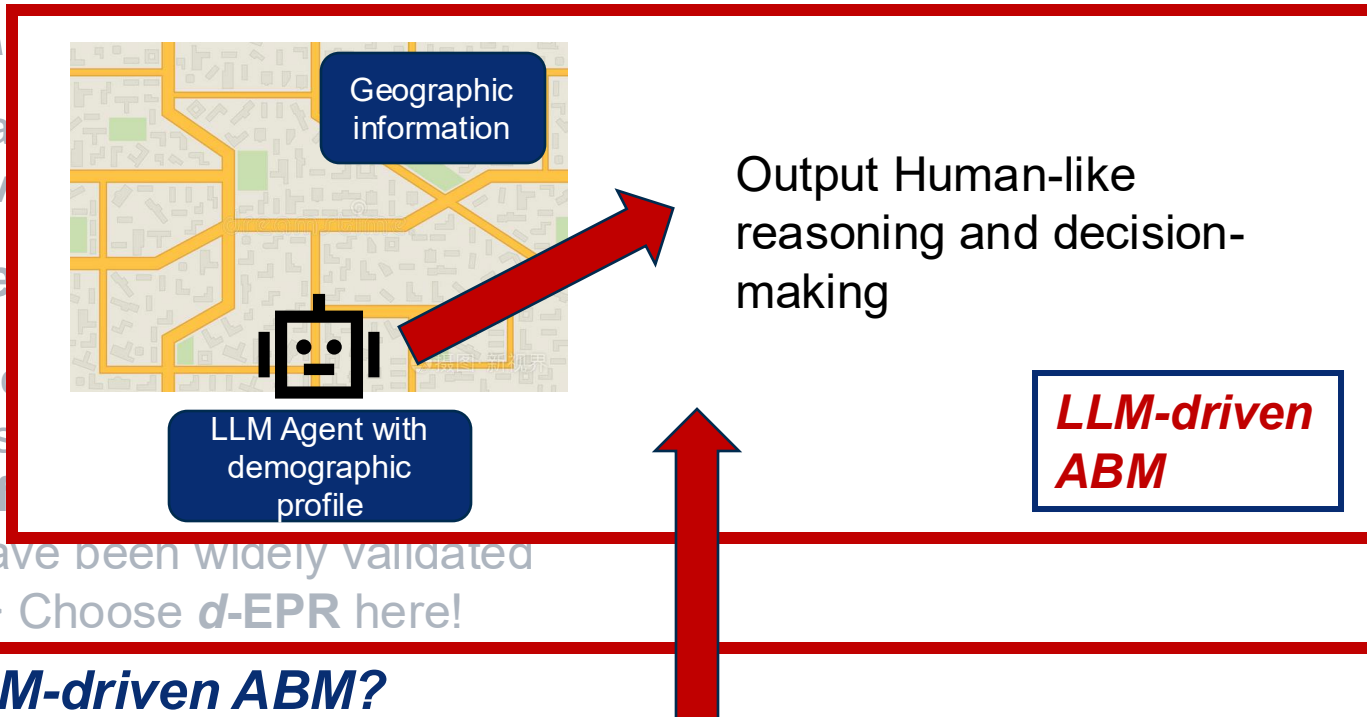 Geographic
information
Output Human-like
reasoning and decision-
making
LLM Agent with
demographic
profile
LLM-driven
ABM
been widely validated
Choose d-EPR here!
M-driven ABM?